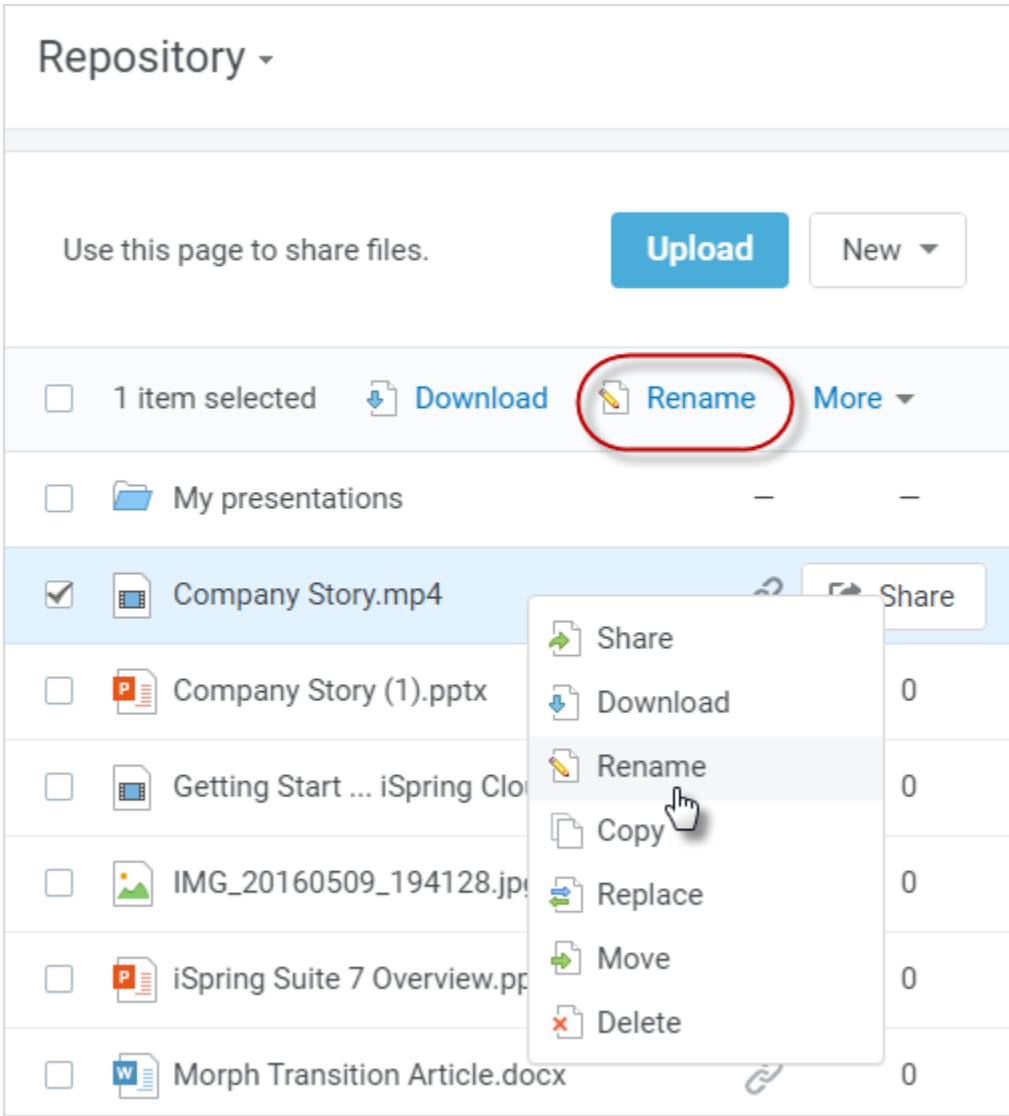 Repository
Use this page to share files.
Upload
New
1 item selected
Download
Rename
More
My presentations
–
–
Company Story.mp4
Share
Share
Company Story (1).pptx
Download
0
Rename
Getting Start ... iSpring Clo
0
Copy
IMG_20160509_194128.jp
Replace
0
Move
iSpring Suite 7 Overview.pp
0
Delete
Morph Transition Article.docx
0